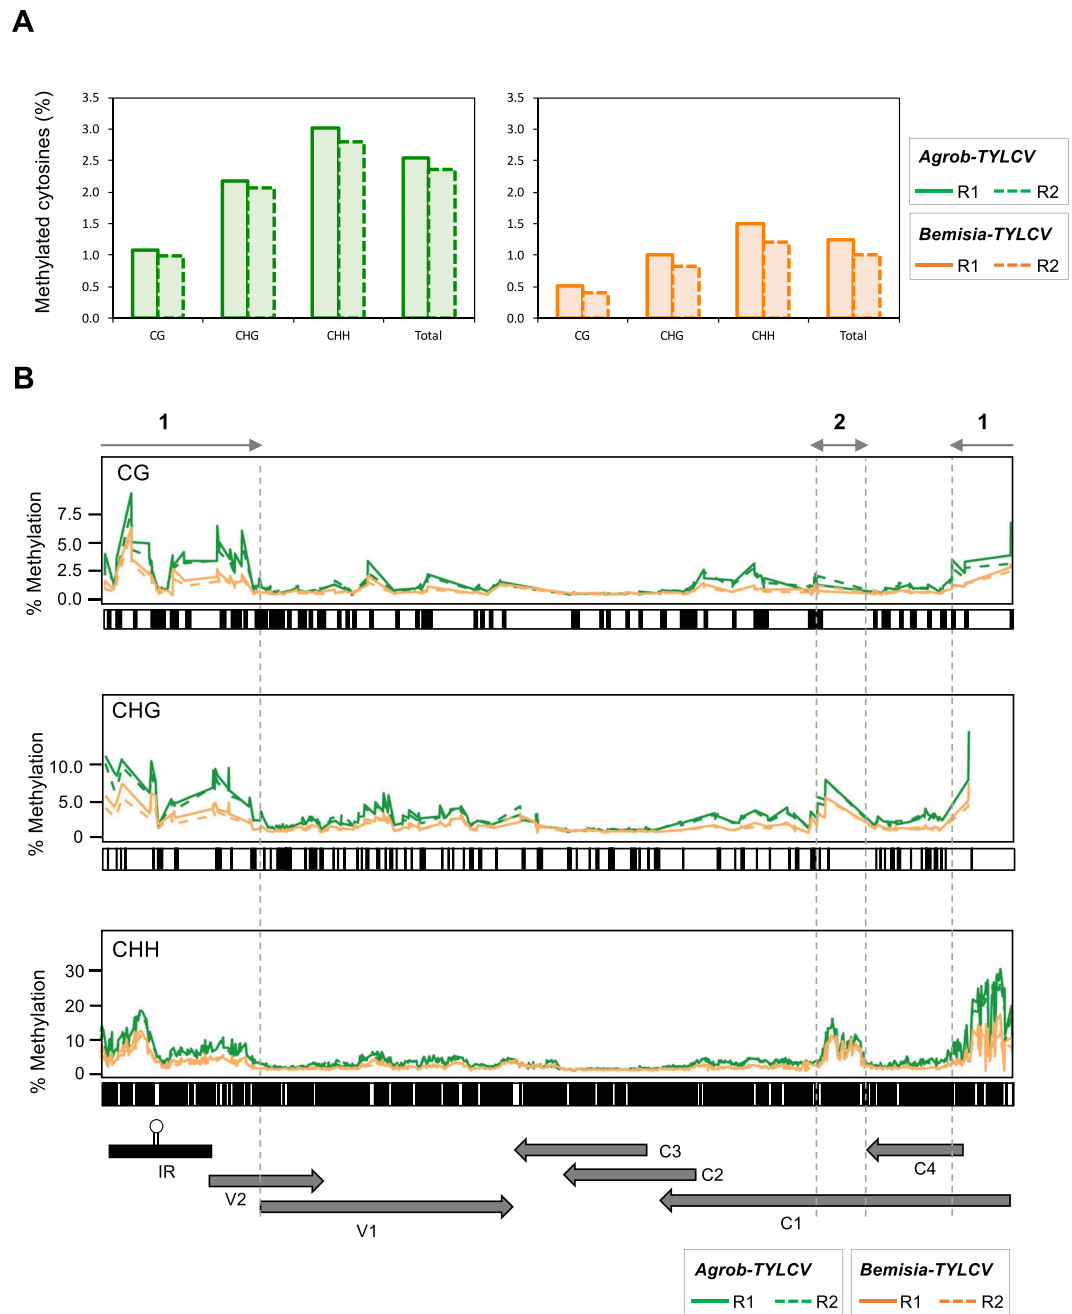 A
Methylated cytosines (%)
3.5
3.0
2.5
2.0
1.5
1.0
0.5
0.0
CG CHG CHH Total
3.5
3.0
2.5
2.0
1.5
1.0
0.5
0.0
CG CHG CHH Total
Agrob-TYLCV
R1 R2
Bemisia-TYLCV
R1 R2
B
1 2 1
CG
% Methylation
7.5
5.0
2.5
0.0
CHG
% Methylation
10.0
5.0
0
CHH
% Methylation
30
20
10
0
IR
V2
V1
C3
C2
C1
C4
Agrob-TYLCV
R1 R2
Bemisia-TYLCV
R1 R2